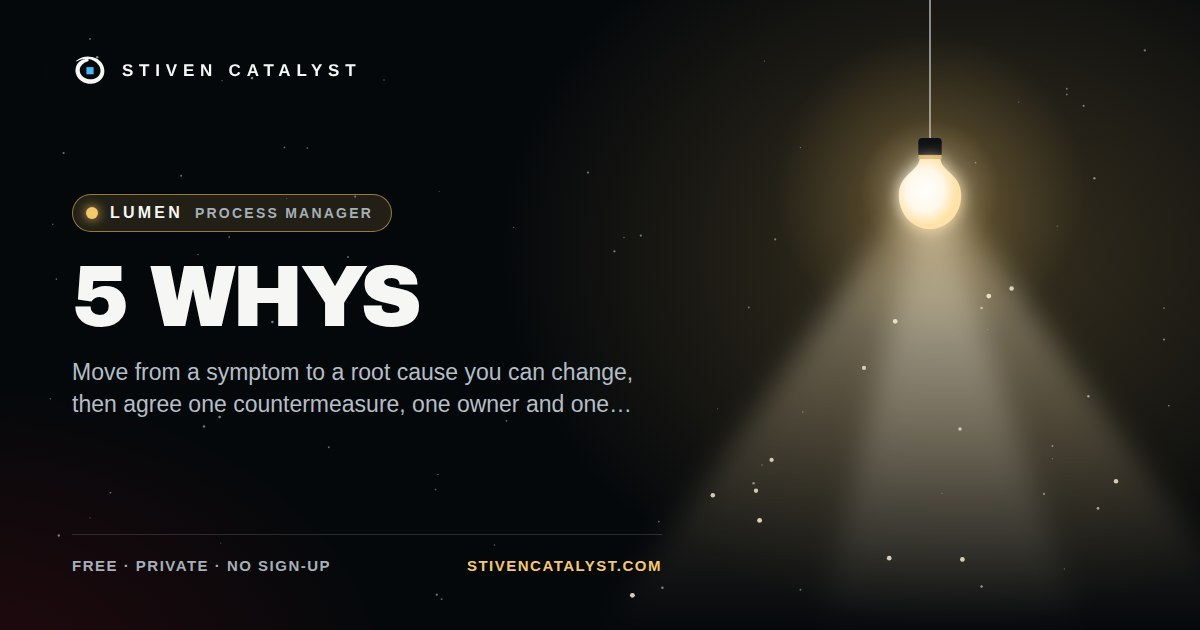 STIVEN CATALYST
LUMEN PROCESS MANAGER
5 WHYS
Move from a symptom to a root cause you can change,
then agree one countermeasure, one owner and one…
FREE · PRIVATE · NO SIGN-UP
STIVENCATALYST.COM